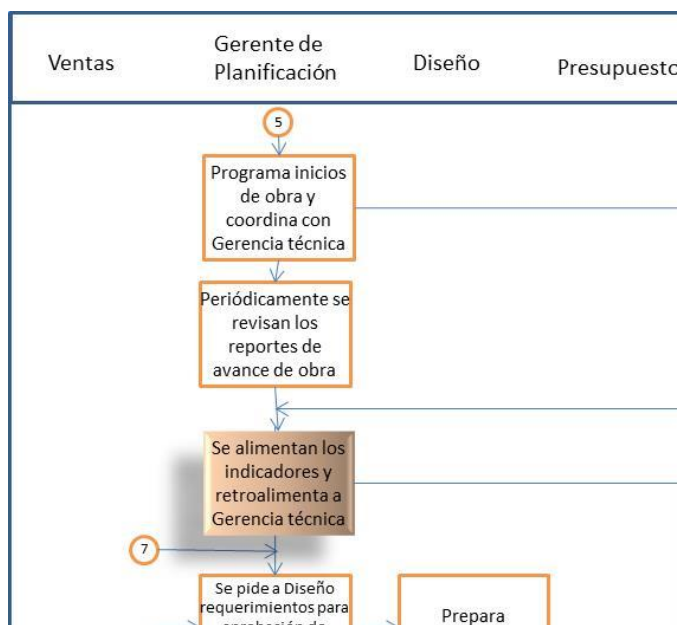 Ventas
Gerente de
Planificación
Diseño
Presupuesto
5
Programa inicios
de obra y
coordina con
Gerencia técnica
Periódicamente se
revisan los
reportes de
avance de obra
Se alimentan los
indicadores y
retroalimenta a
Gerencia técnica
7
Se pide a Diseño
requerimientos para
aprobación de
Prepara